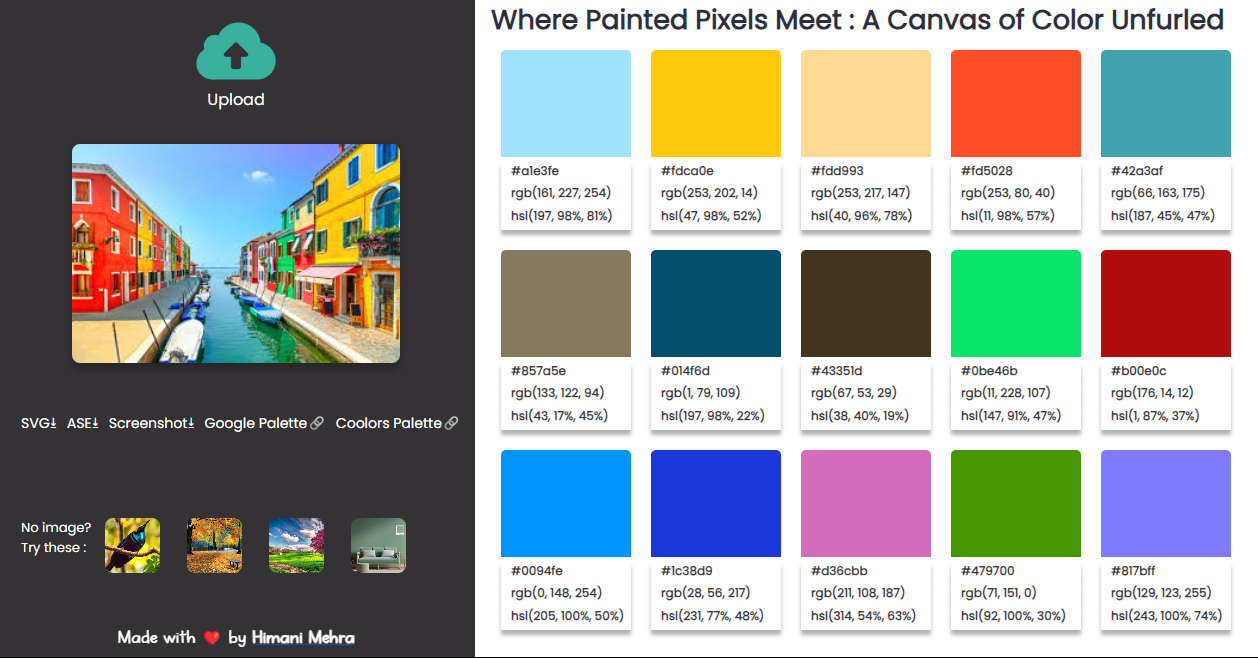 Where Painted Pixels Meet : A Canvas of Color Unfurled
Upload
SVG⤓ ASE⤓ Screenshot⤓ Google Palette🔗 Coolors Palette🔗
No image?
Try these :
Made with ❤️ by Himani Mehra
#a1e3fe
rgb(161, 227, 254)
hsl(197, 98%, 81%)
#fdca0e
rgb(253, 202, 14)
hsl(47, 98%, 52%)
#fdd993
rgb(253, 217, 147)
hsl(40, 96%, 78%)
#fd5028
rgb(253, 80, 40)
hsl(11, 98%, 57%)
#42a3af
rgb(66, 163, 175)
hsl(187, 45%, 47%)
#857a5e
rgb(133, 122, 94)
hsl(43, 17%, 45%)
#014f6d
rgb(1, 79, 109)
hsl(197, 98%, 22%)
#43351d
rgb(67, 53, 29)
hsl(38, 40%, 19%)
#0be46b
rgb(11, 228, 107)
hsl(147, 91%, 47%)
#b00e0c
rgb(176, 14, 12)
hsl(1, 87%, 37%)
#0094fe
rgb(0, 148, 254)
hsl(205, 100%, 50%)
#1c38d9
rgb(28, 56, 217)
hsl(231, 77%, 48%)
#d36cbb
rgb(211, 108, 187)
hsl(314, 54%, 63%)
#479700
rgb(71, 151, 0)
hsl(92, 100%, 30%)
#817bff
rgb(129, 123, 255)
hsl(243, 100%, 74%)